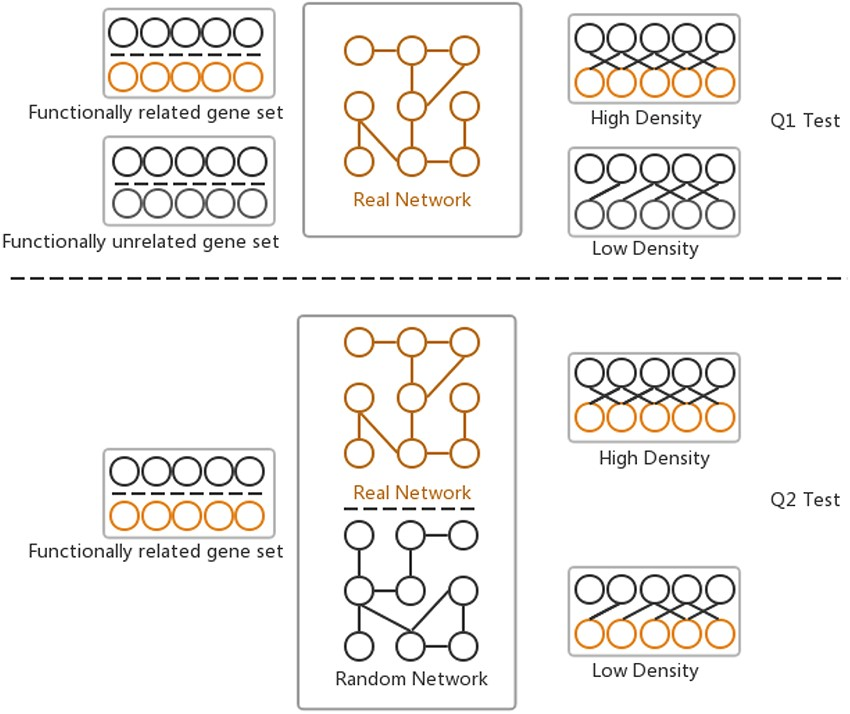 Functionally related gene set
Functionally unrelated gene set
Real Network
High Density
Low Density
Q1 Test
Functionally related gene set
Real Network
Random Network
High Density
Low Density
Q2 Test